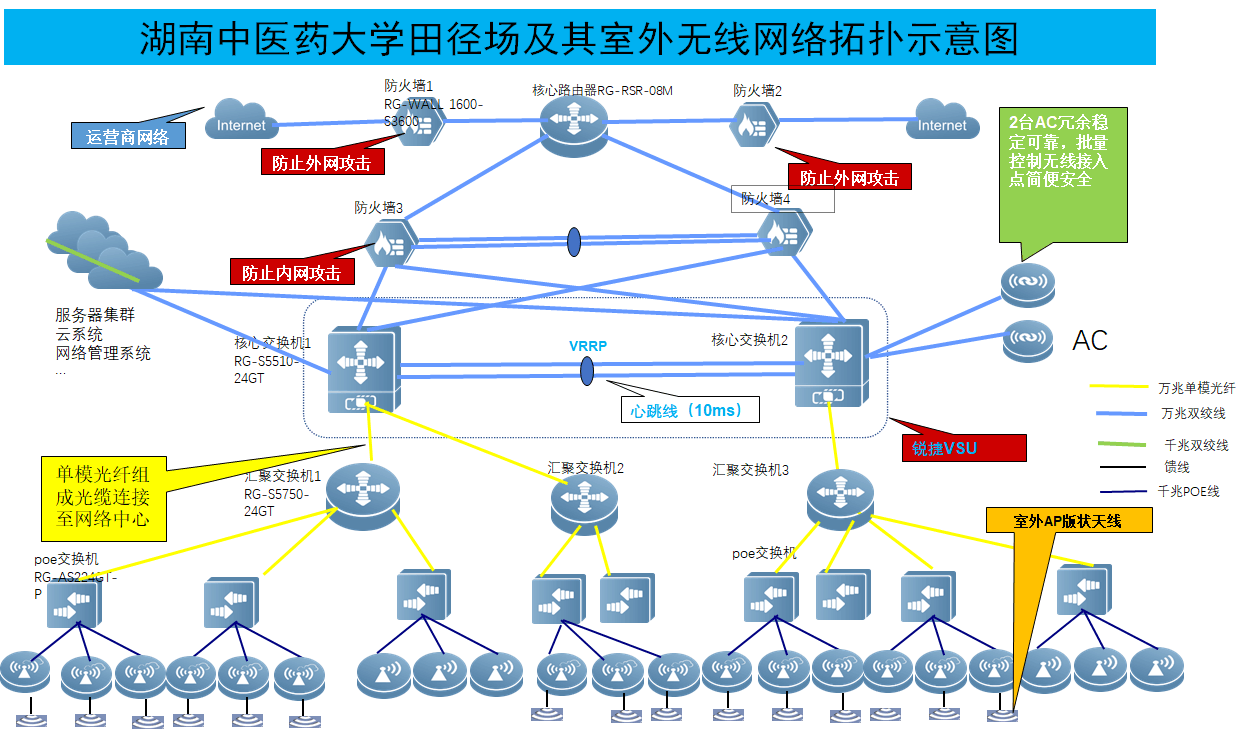 湖南中医药大学田径场及其室外无线网络拓扑示意图
防火墙1
RG-WALL 1600-
S3600
核心路由器RG-RSR-08M
防火墙2
Internet
Internet
运营商网络
防止外网攻击
防止外网攻击
2台AC冗余稳
定可靠，批量
控制无线接入
点简便安全
防火墙3
防火墙4
防止内网攻击
服务器集群
云系统
网络管理系统
...
核心交换机1
RG-S5510-
24GT
核心交换机2
VRRP
心跳线（10ms）
AC
锐捷VSU
万兆单模光纤
万兆双绞线
千兆双绞线
馈线
千兆POE线
单模光纤组
成光缆连接
至网络中心
汇聚交换机1
RG-S5750-
24GT
汇聚交换机2
汇聚交换机3
室外AP版状天线
poe交换机
RG-AS224GT-
P
poe交换机